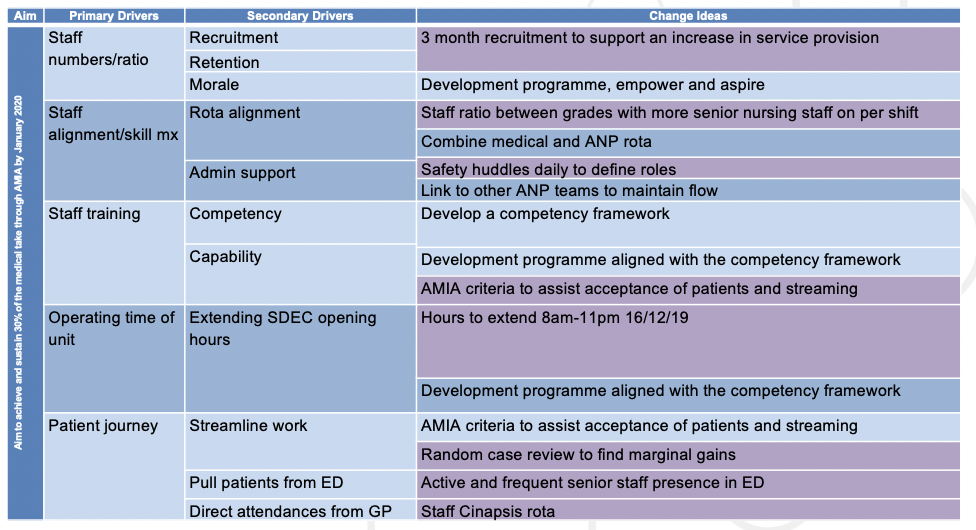 Aim Primary Drivers Secondary Drivers Change Ideas
Aim to achieve and sustain 30% of the medical take through AMIA by January 2020
Staff
numbers/ratio
Recruitment
3 month recruitment to support an increase in service provision
Retention
Morale
Development programme, empower and aspire
Staff
alignment/skill mx
Rota alignment
Staff ratio between grades with more senior nursing staff on per shift
Combine medical and ANP rota
Admin support
Safety huddles daily to define roles
Link to other ANP teams to maintain flow
Staff training
Competency
Develop a competency framework
Capability
Development programme aligned with the competency framework
AMIA criteria to assist acceptance of patients and streaming
Operating time of
unit
Extending SDEC opening
hours
Hours to extend 8am-11pm 16/12/19
Development programme aligned with the competency framework
Patient journey
Streamline work
AMIA criteria to assist acceptance of patients and streaming
Random case review to find marginal gains
Pull patients from ED
Active and frequent senior staff presence in ED
Direct attendances from GP
Staff Cinapsis rota